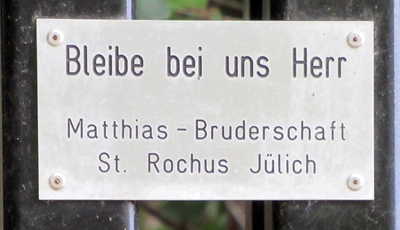 Bleibe bei uns Herr
Matthias - Bruderschaft
St. Rochus Jülich